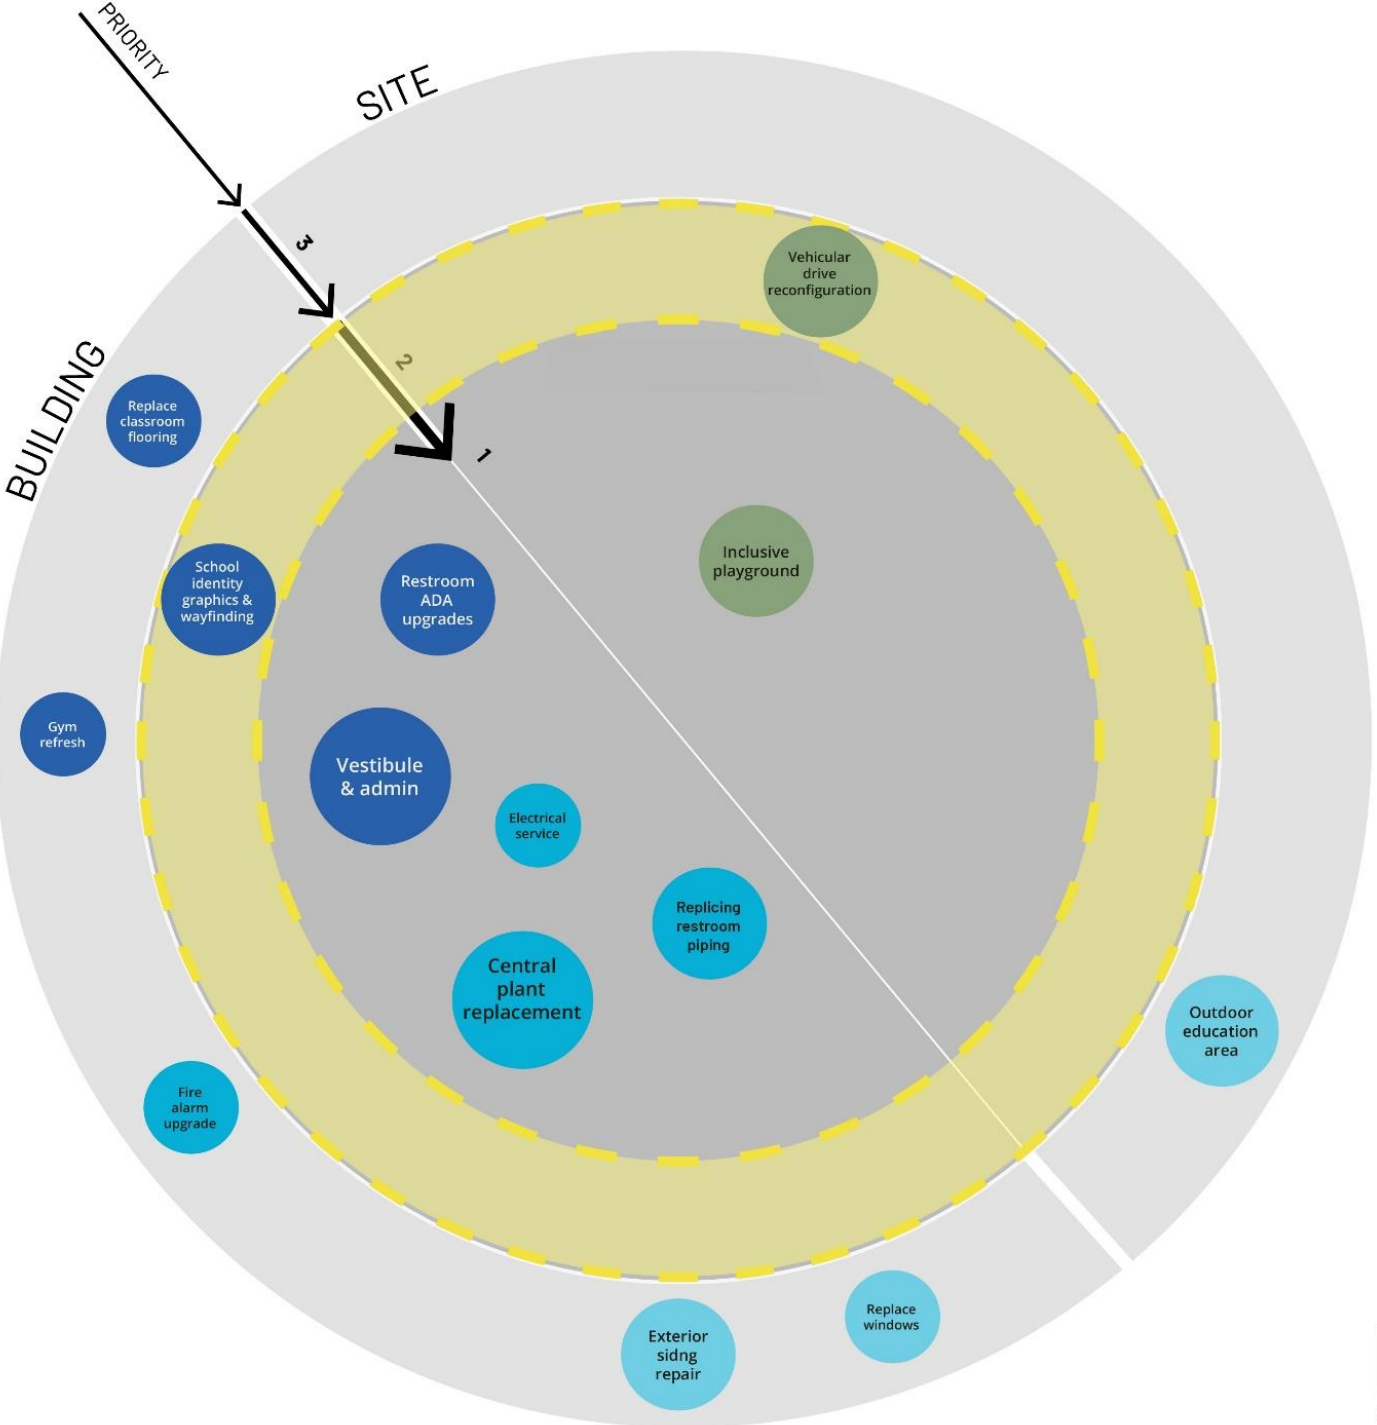 PRIORITY
SITE
BUILDING
3
2
1
Vehicular
drive
reconfiguration
Replace
classroom
flooring
School
identity
graphics &
wayfinding
Restroom
ADA
upgrades
Inclusive
playground
Gym
refresh
Vestibule
& admin
Electrical
service
Replicing
restroom
piping
Central
plant
replacement
Outdoor
education
area
Fire
alarm
upgrade
Exterior
sidng
repair
Replace
windows